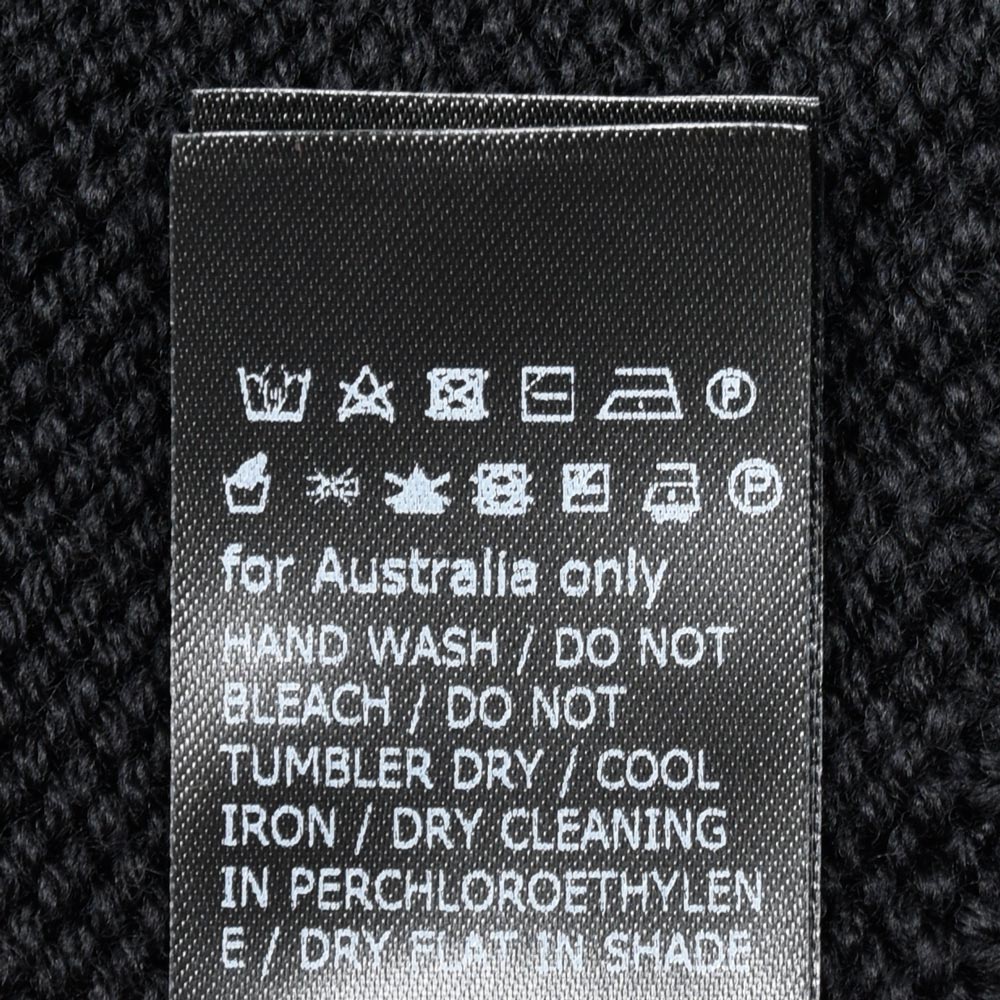 P
P
for Australia only
HAND WASH / DO NOT
BLEACH / DO NOT
TUMBLER DRY / COOL
IRON / DRY CLEANING
IN PERCHLOROETHYLEN
E / DRY FLAT IN SHADE